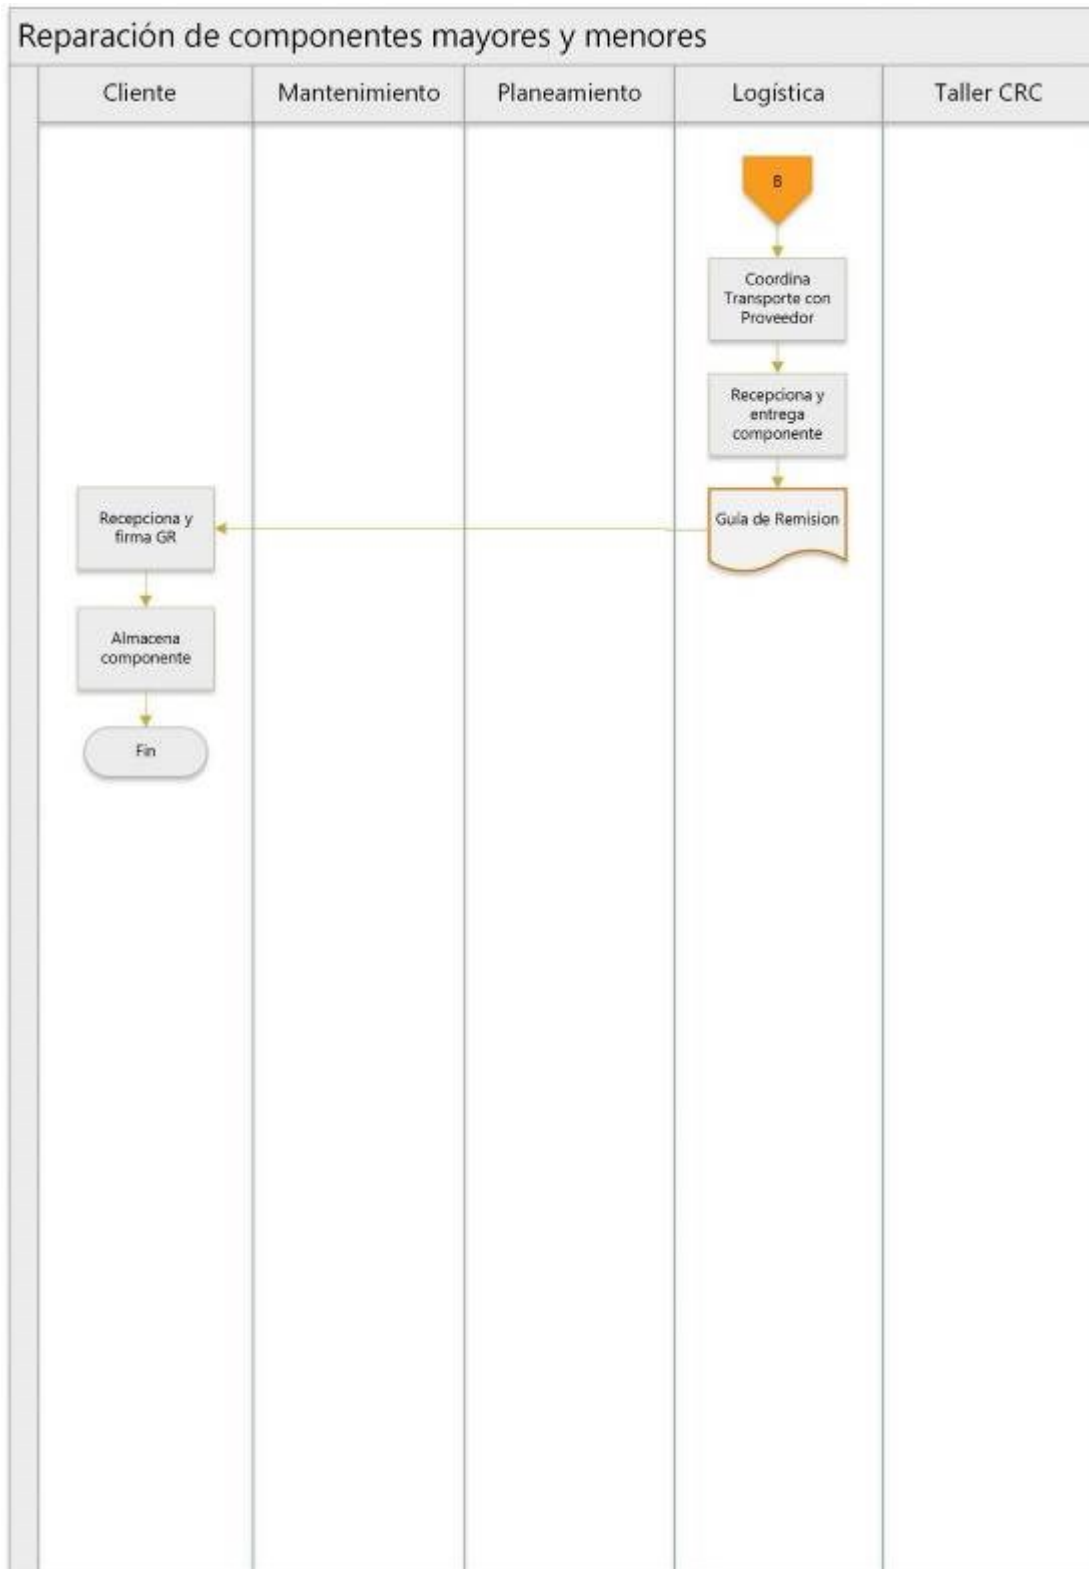 Reparación de componentes mayores y menores
Cliente
Mantenimiento
Planeamiento
Logística
Taller CRC
B
Coordina
Transporte con
Proveedor
Recepciona y
entrega
componente
Guía de Remision
Recepciona y
firma GR
Almacena
componente
Fin